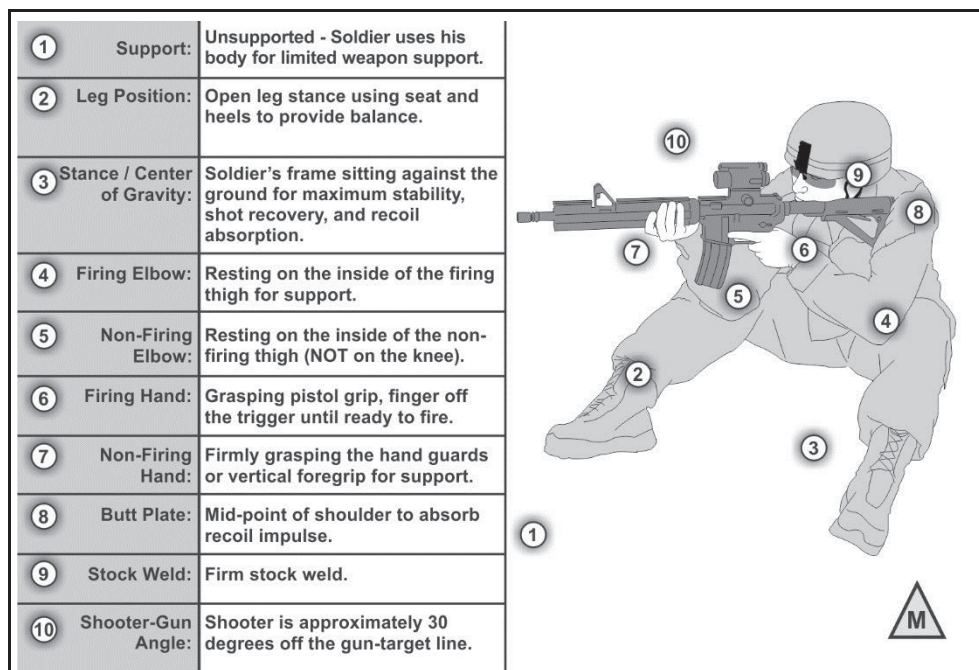 1 Support: Unsupported - Soldier uses his
body for limited weapon support.
2 Leg Position: Open leg stance using seat and
heels to provide balance.
3 Stance / Center
of Gravity: Soldier's frame sitting against the
ground for maximum stability,
shot recovery, and recoil
absorption.
4 Firing Elbow: Resting on the inside of the firing
thigh for support.
5 Non-Firing
Elbow: Resting on the inside of the non-
firing thigh (NOT on the knee).
6 Firing Hand: Grasping pistol grip, finger off
the trigger until ready to fire.
7 Non-Firing
Hand: Firmly grasping the hand guards
or vertical foregrip for support.
8 Butt Plate: Mid-point of shoulder to absorb
recoil impulse.
9 Stock Weld: Firm stock weld.
10 Shooter-Gun
Angle: Shooter is approximately 30
degrees off the gun-target line.
10
9
8
7
6
5
4
2
3
1
M